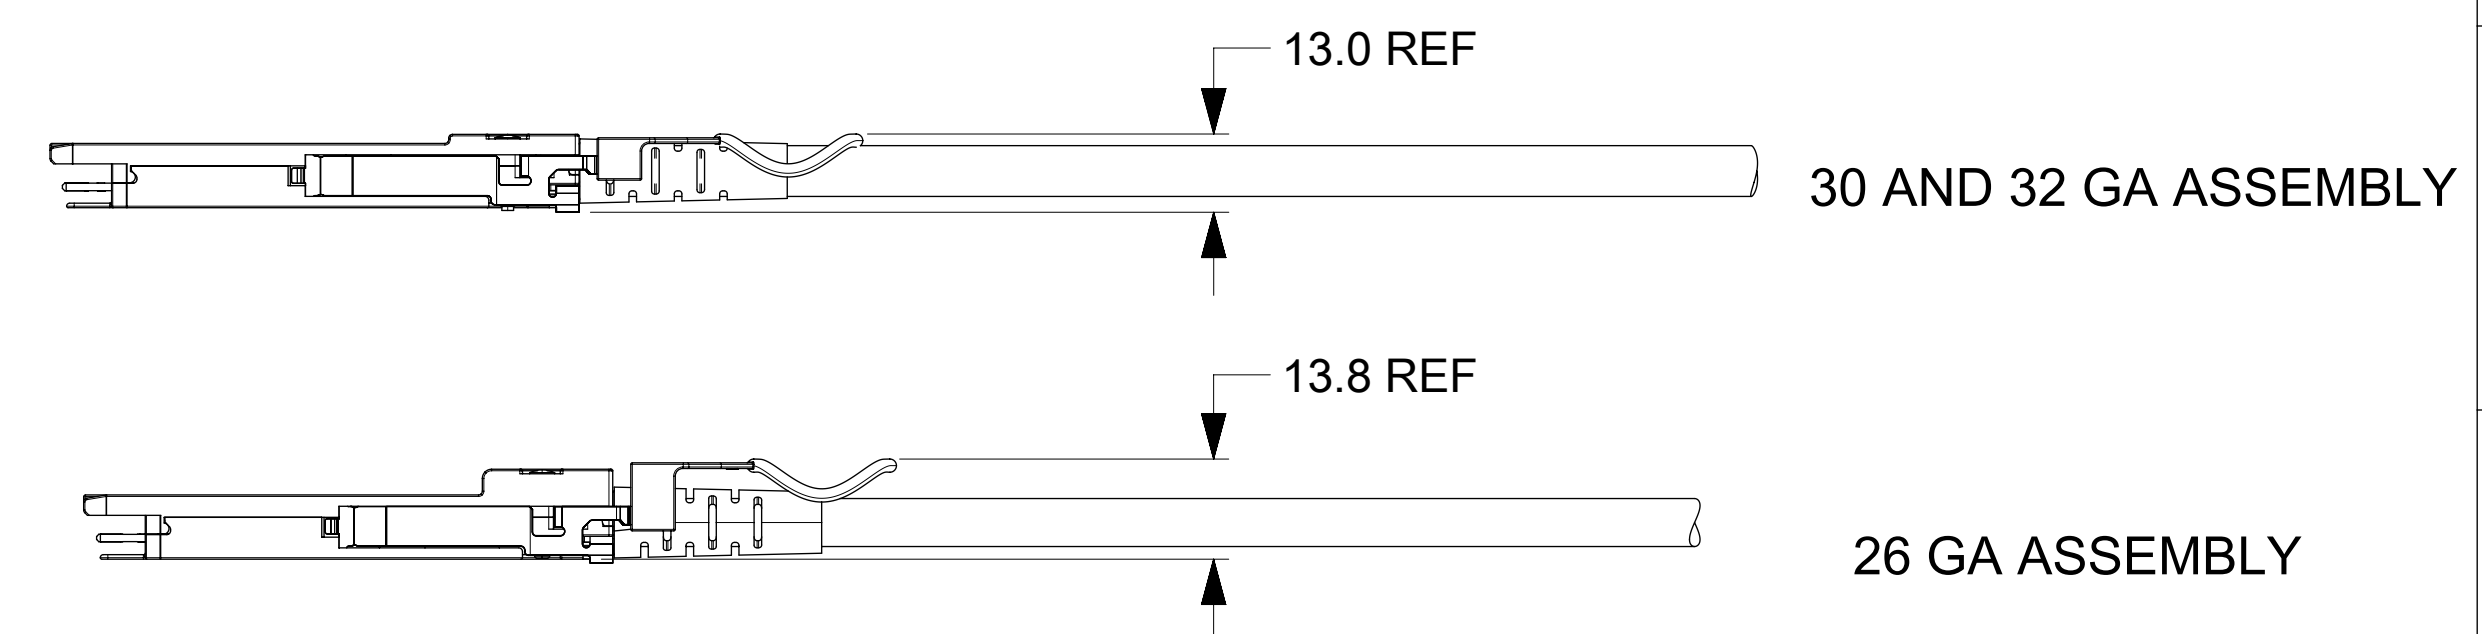 13.0 REF
30 AND 32 GA ASSEMBLY
13.8 REF
26 GA ASSEMBLY